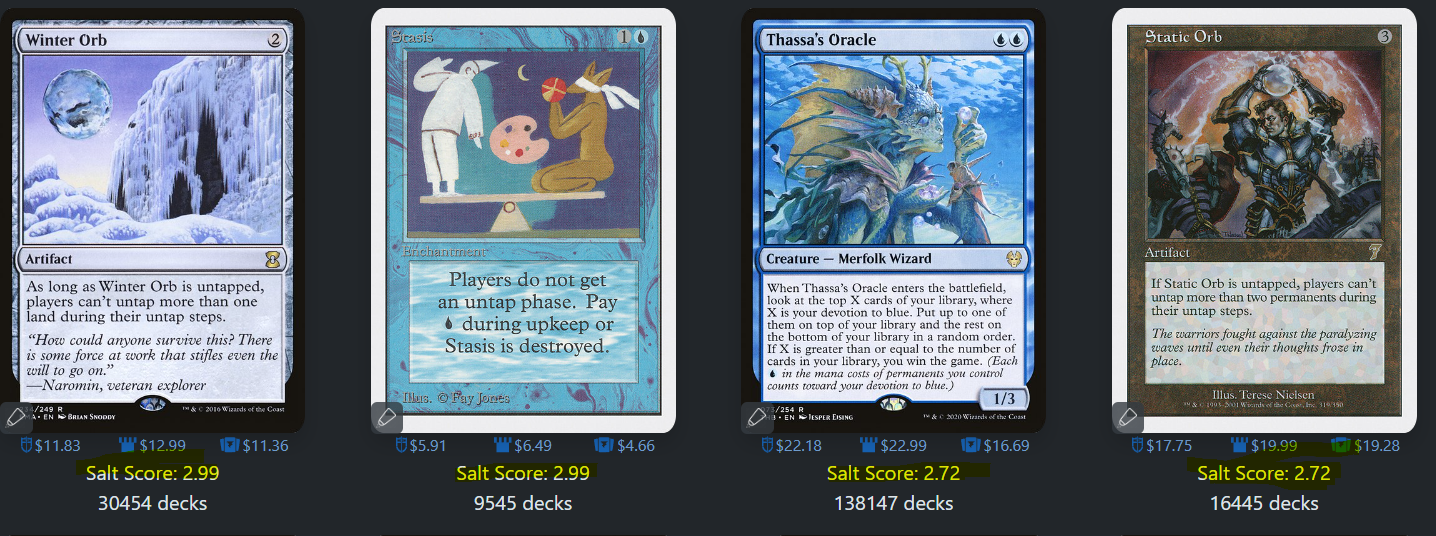 Winter Orb 2
Artifact
As long as Winter Orb is untapped,
players can't untap more than one
land during their untap steps.
"How could anyone survive this? There
is some force at work that stifles even the
will to go on."
—Naromin, veteran explorer
/249 R
EN BRIAN SNODDY
™ & © 2016 Wizards of the Coast
$11.83 $12.99 $11.36
Salt Score: 2.99
30454 decks
Stasis 1
Enchantment
Players do not get
an untap phase. Pay
during upkeep or
Stasis is destroyed.
Illus. © Fay Jones
$5.91 $6.49 $4.66
Salt Score: 2.99
9545 decks
Thassa's Oracle
Creature — Merfolk Wizard
When Thassa's Oracle enters the battlefield,
look at the top X cards of your library, where
X is your devotion to blue. Put up to one of
them on top of your library and the rest on
the bottom of your library in a random order.
If X is greater than or equal to the number of
cards in your library, you win the game. (Each
in the mana costs of permanents you control
counts toward your devotion to blue.)
1/3
/254 R
EN JESPER EJSING
™ & © 2020 Wizards of the Coast
$22.18 $22.99 $16.69
Salt Score: 2.72
138147 decks
Static Orb 3
Artifact
If Static Orb is untapped, players can't
untap more than two permanents during
their untap steps.
The warriors fought against the paralyzing
waves until even their thoughts froze in
place.
Illus. Terese Nielsen
™ & © 1993–2001 Wizards of the Coast, Inc. 319/350
$17.75 $19.99 $19.28
Salt Score: 2.72
16445 decks